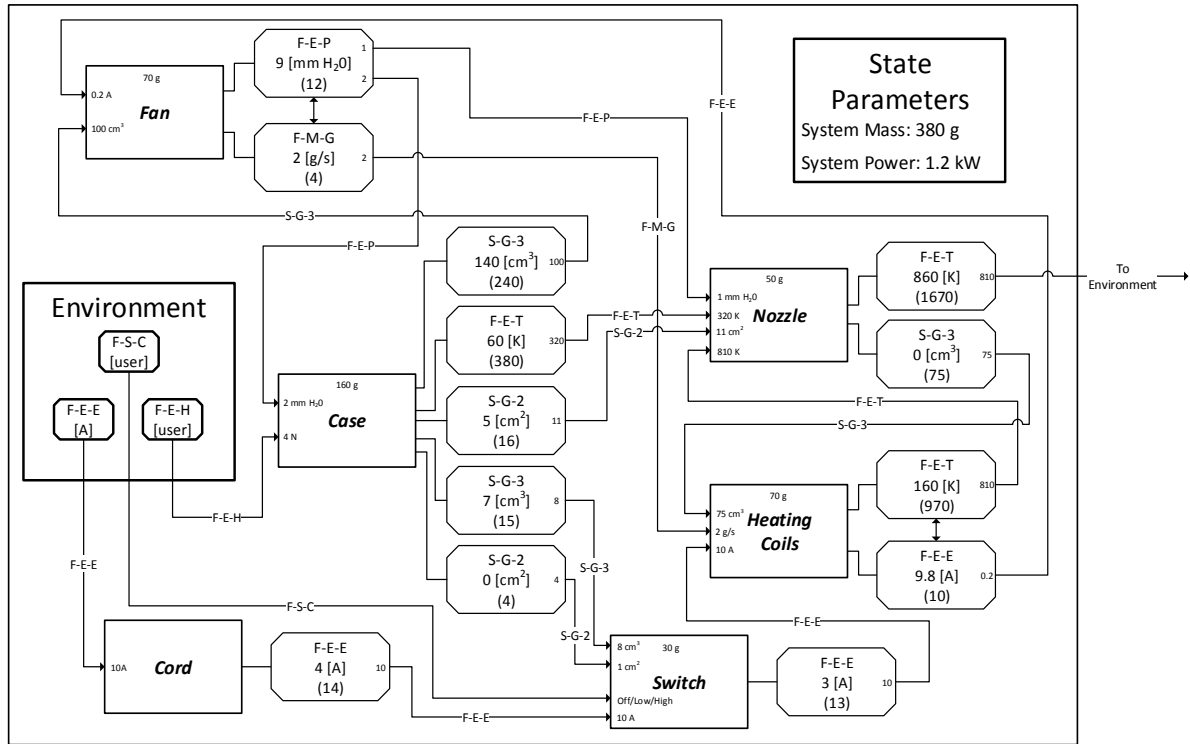 F-E-P
9 [mm H₂0]
(12)
1
2
70 g
Fan
0.2 A
100 cm³
F-M-G
2 [g/s]
(4)
2
F-E-P
F-E-E
State
Parameters
System Mass: 380 g
System Power: 1.2 kW
S-G-3
F-E-P
F-M-G
S-G-3
140 [cm³]
(240)
100
Environment
F-S-C
[user]
F-E-E
[A]
F-E-H
[user]
F-E-T
60 [K]
(380)
320
F-E-T
S-G-2
50 g
Nozzle
1 mm H₂0
320 K
11 cm²
810 K
F-E-T
860 [K]
(1670)
810
To
Environment
S-G-3
0 [cm³]
(75)
75
160 g
Case
2 mm H₂0
4 N
S-G-2
5 [cm²]
(16)
11
F-E-T
S-G-3
S-G-3
7 [cm³]
(15)
8
F-E-H
70 g
Heating
Coils
75 cm³
2 g/s
10 A
F-E-T
160 [K]
(970)
810
F-E-E
9.8 [A]
(10)
0.2
S-G-2
0 [cm²]
(4)
4
F-E-E
S-G-3
F-S-C
F-E-E
S-G-2
10A
Cord
F-E-E
4 [A]
(14)
10
F-E-E
8 cm³
30 g
1 cm²
Switch
Off/Low/High
10 A
F-E-E
3 [A]
(13)
10